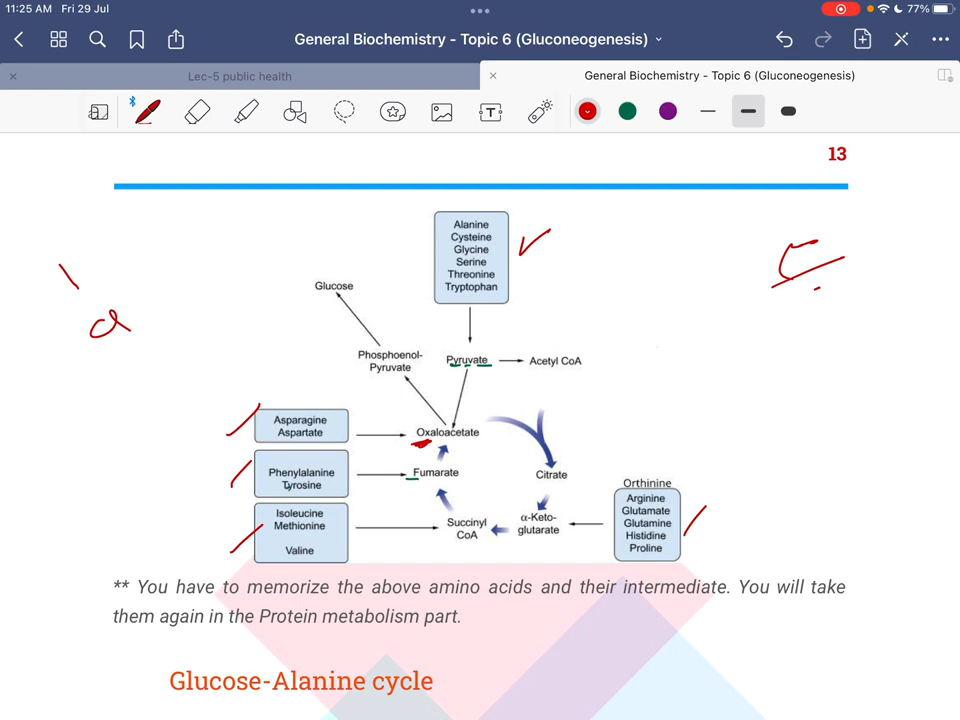 11:25 AM Fri 29 Jul
77%
General Biochemistry - Topic 6 (Gluconeogenesis)
Lec-5 public health
General Biochemistry - Topic 6 (Gluconeogenesis)
13
Alanine
Cysteine
Glycine
Serine
Threonine
Tryptophan
Glucose
Phosphoenol-
Pyruvate
Pyruvate
Acetyl CoA
Asparagine
Aspartate
Oxaloacetate
Phenylalanine
Tyrosine
Fumarate
Citrate
Isoleucine
Methionine
Valine
Succinyl
CoA
α-Keto-
glutarate
Orthinine
Arginine
Glutamate
Glutamine
Histidine
Proline
** You have to memorize the above amino acids and their intermediate. You will take
them again in the Protein metabolism part.
Glucose-Alanine cycle